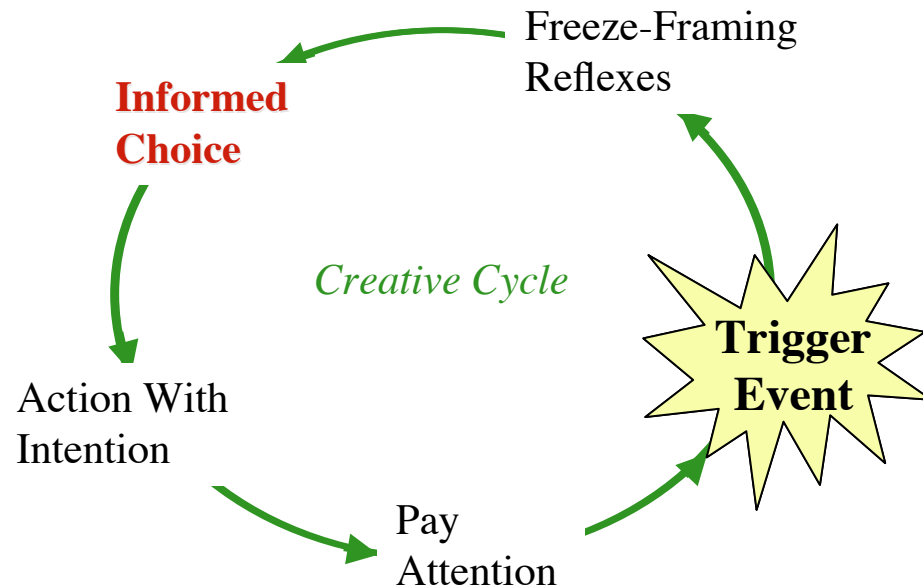 Freeze-Framing
Reflexes
Informed
Choice
Creative Cycle
Trigger
Event
Action With
Intention
Pay
Attention